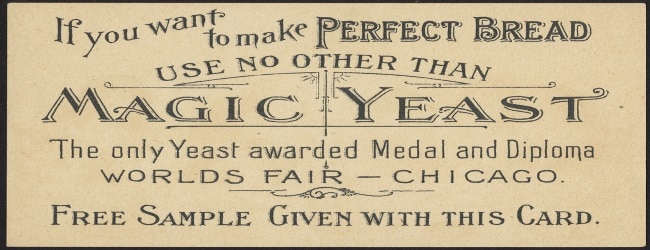 If you want to make PERFECT BREAD
USE NO OTHER THAN
MAGIC YEAST
The only Yeast awarded Medal and Diploma
WORLDS FAIR — CHICAGO.
FREE SAMPLE GIVEN WITH THIS CARD.